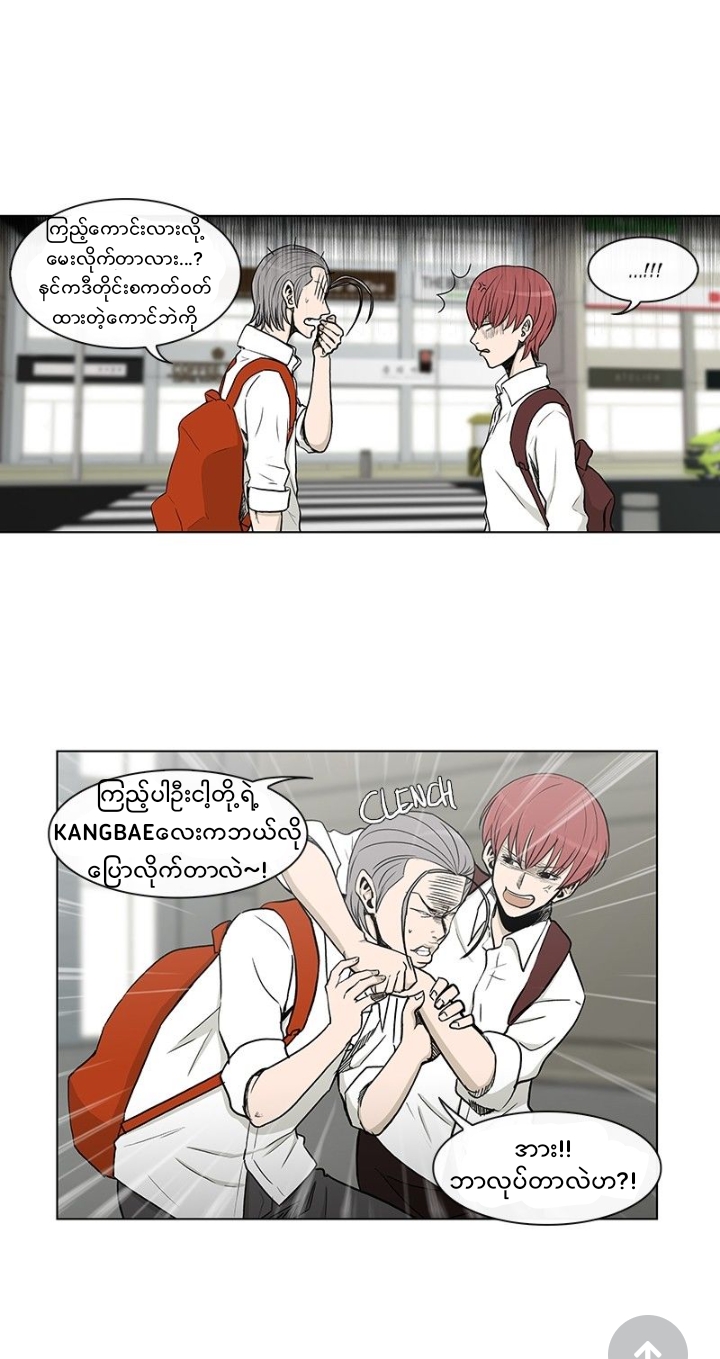 ကြည့်ကောင်းလားလို့
မေးလိုက်တာလား...?
နင်ကဒီတိုင်းစကတ်ဝတ်
ထားတဲ့ကောင်ဘဲကို
...!!!
ကြည့်ပါဦးငါ့တို့ရဲ့
KANGBAEလေးကဘယ်လို
ပြောလိုက်တာလဲ~!
CLENCH
အား!!
ဘာလုပ်တာလဲဟ?!